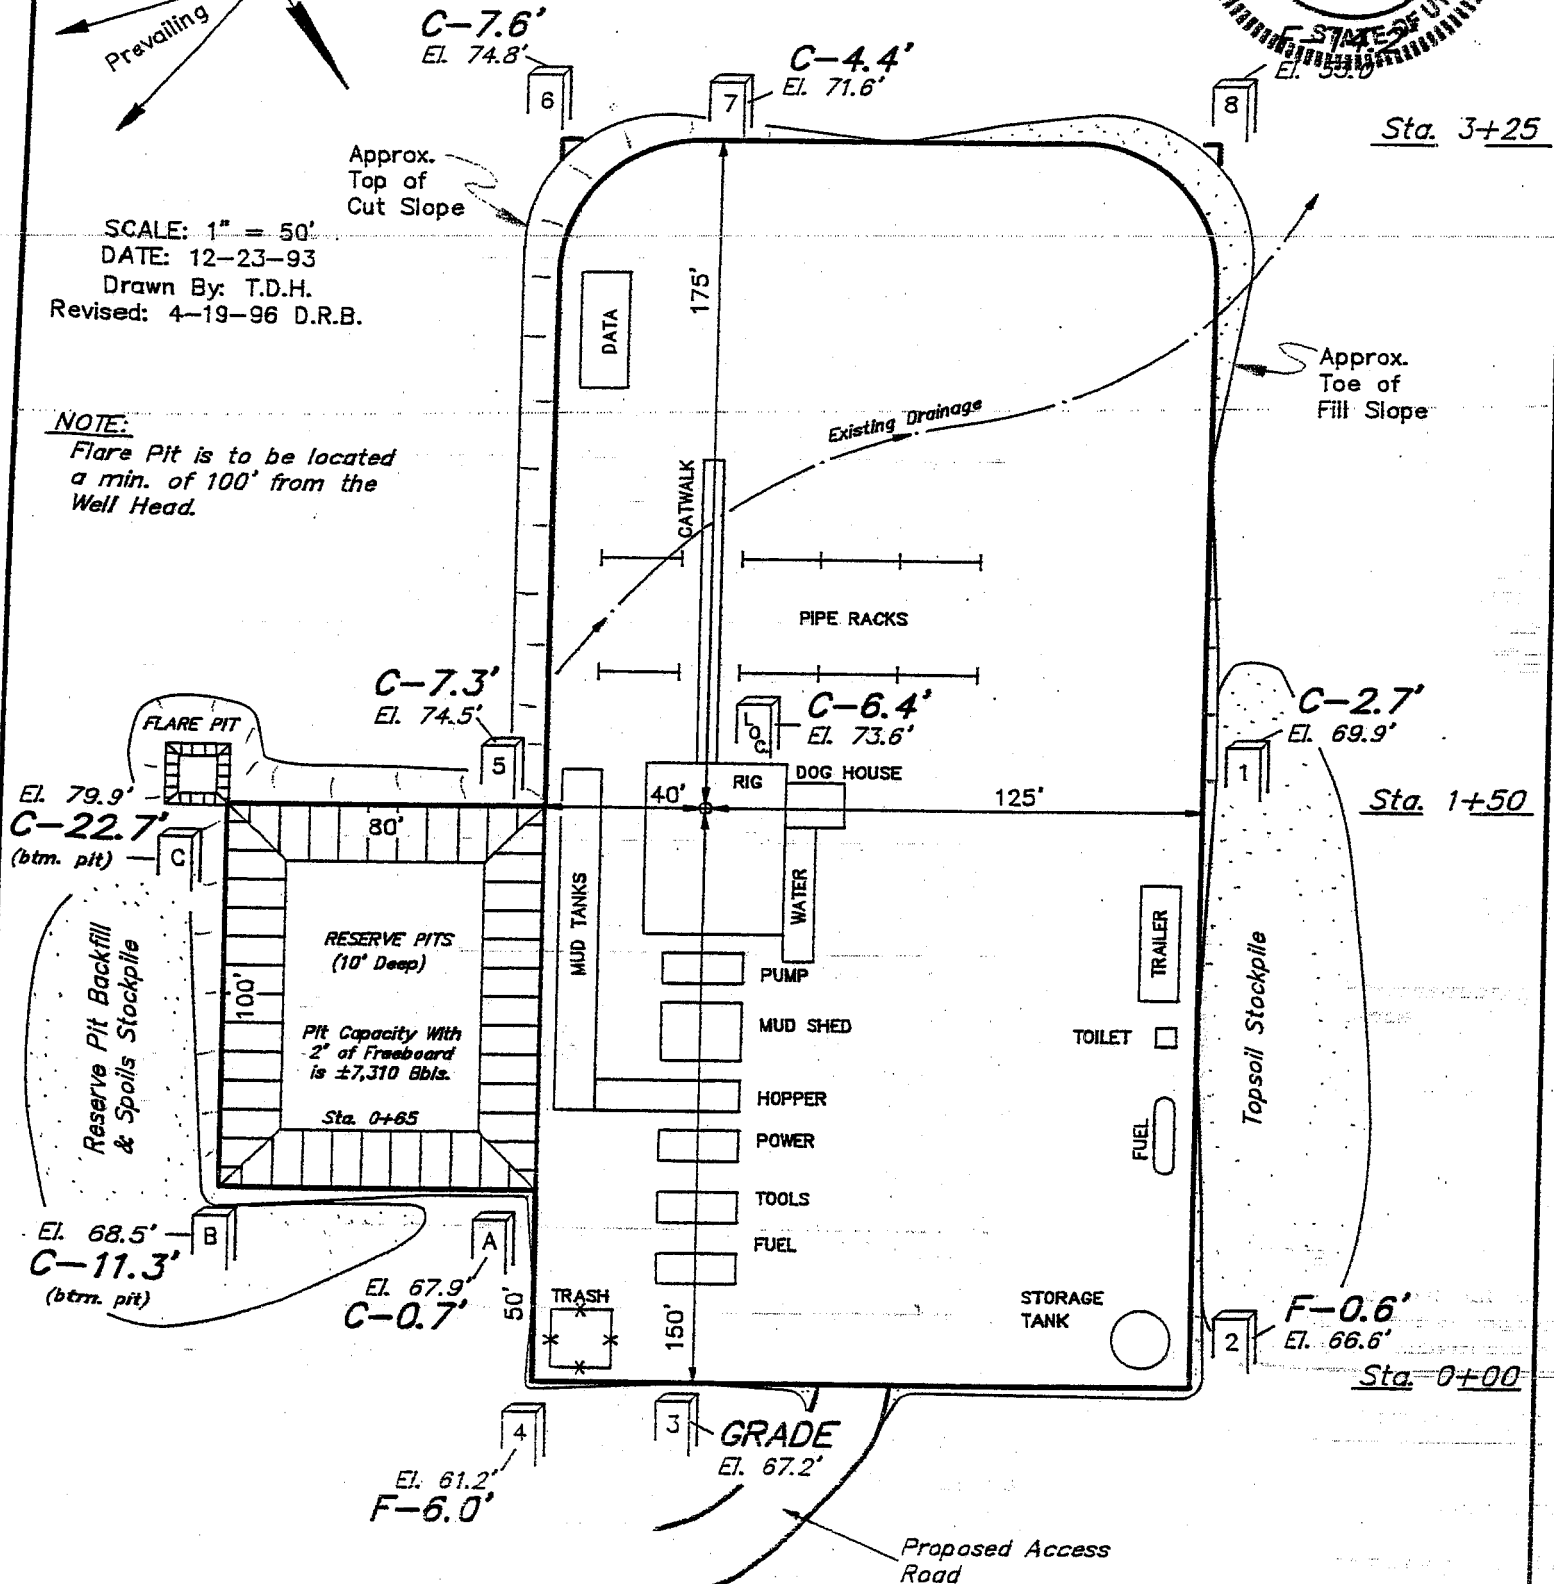 Prevailing
C-7.6'
El. 74.8'
6
C-4.4'
El. 71.6'
7
STATE OF
8
Sta. 3+25
Approx.
Top of
Cut Slope
SCALE: 1" = 50'
DATE: 12-23-93
Drawn By: T.D.H.
Revised: 4-19-96 D.R.B.
175'
DATA
Approx.
Toe of
Fill Slope
NOTE:
Flare Pit is to be located
a min. of 100' from the
Well Head.
Existing Drainage
CATWALK
PIPE RACKS
C-7.3'
El. 74.5'
5
C-6.4'
El. 73.6'
LOC.
C-2.7'
El. 69.9'
1
FLARE PIT
RIG
DOG HOUSE
El. 79.9'
C-22.7'
(btm. pit)
C
80'
40'
125'
Sta. 1+50
MUD TANKS
WATER
TRAILER
RESERVE PITS
(10' Deep)
100'
Pit Capacity With
2' of Freeboard
is ±7,310 Bbls.
Sta. 0+65
Reserve Pit Backfill
& Spoils Stockpile
PUMP
MUD SHED
TOILET
Topsoil Stockpile
HOPPER
POWER
FUEL
TOOLS
FUEL
El. 68.5'
C-11.3'
(btm. pit)
B
A
El. 67.9'
C-0.7'
50'
TRASH
150'
STORAGE
TANK
F-0.6'
El. 66.6'
2
Sta. 0+00
4
El. 61.2'
F-6.0'
3
GRADE
El. 67.2'
Proposed Access
Road